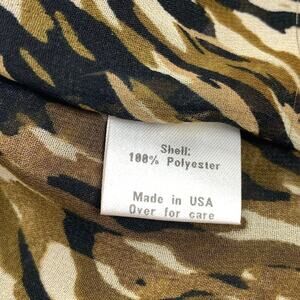 Shell:
100% Polyester
Made in USA
Over for care